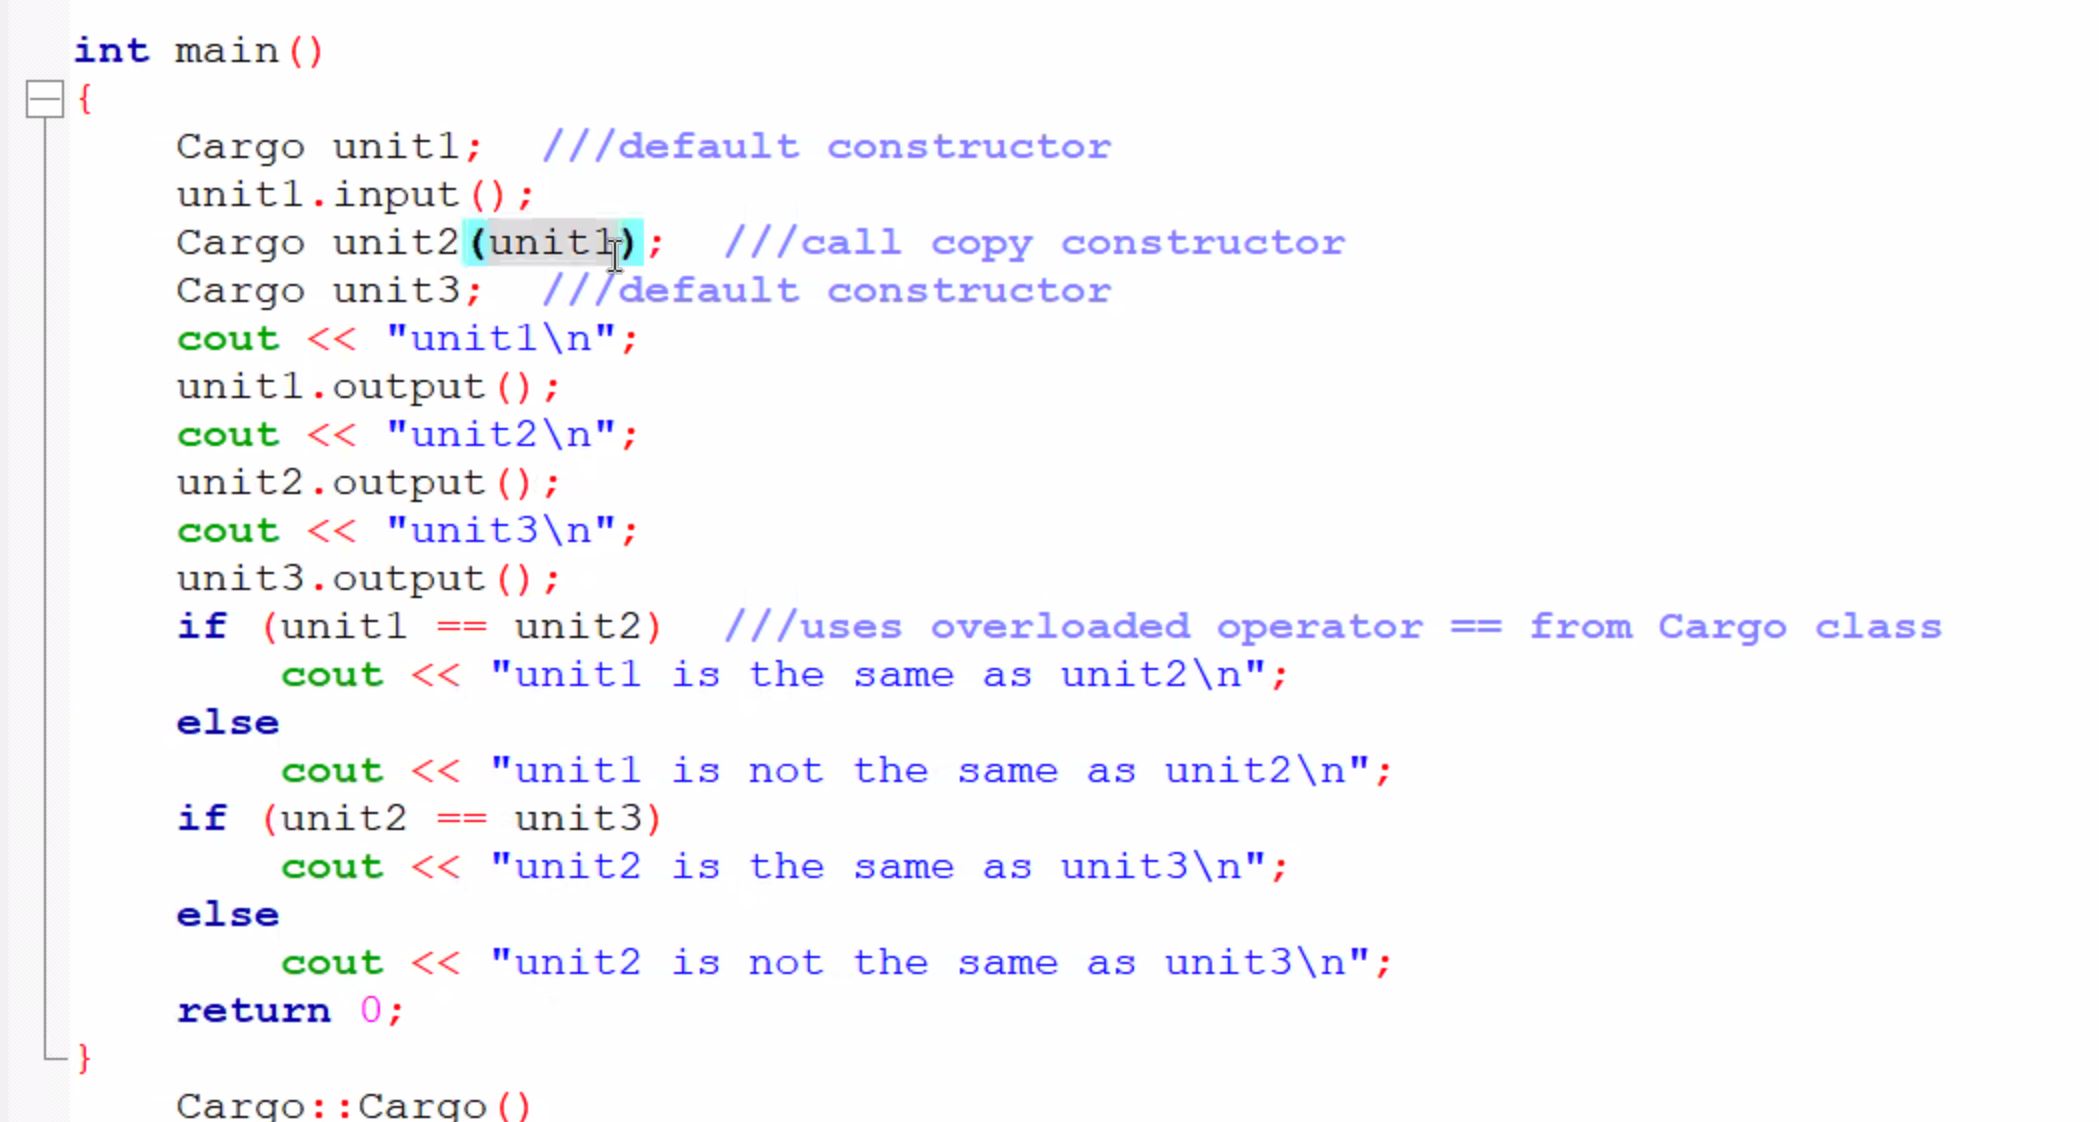 int main()
{
Cargo unit1;  ///default constructor
unit1.input();
Cargo unit2(unit1);  ///call copy constructor
Cargo unit3;  ///default constructor
cout << "unit1\n";
unit1.output();
cout << "unit2\n";
unit2.output();
cout << "unit3\n";
unit3.output();
if (unit1 == unit2)  ///uses overloaded operator == from Cargo class
cout << "unit1 is the same as unit2\n";
else
cout << "unit1 is not the same as unit2\n";
if (unit2 == unit3)
cout << "unit2 is the same as unit3\n";
else
cout << "unit2 is not the same as unit3\n";
return 0;
}
Cargo::Cargo()